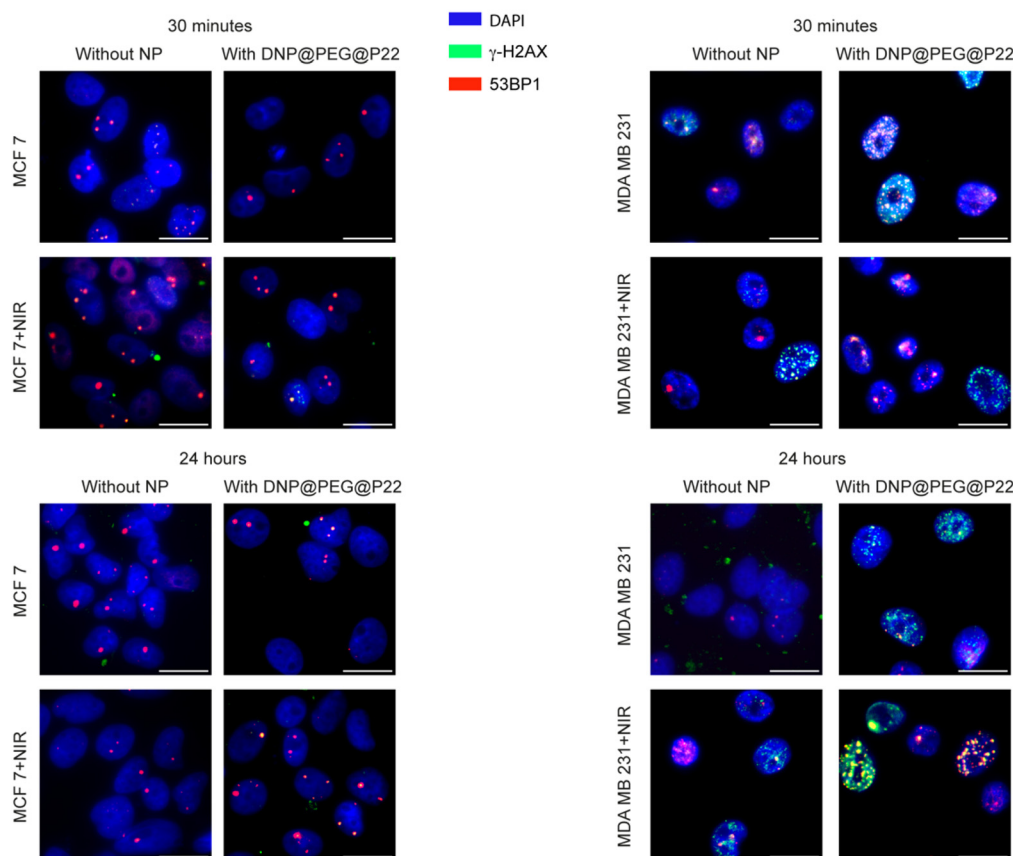 30 minutes
Without NP
With DNP@PEG@P22
MCF 7
MCF 7+NIR
24 hours
Without NP
With DNP@PEG@P22
MCF 7
MCF 7+NIR
DAPI
γ-H2AX
53BP1
30 minutes
Without NP
With DNP@PEG@P22
MDA MB 231
MDA MB 231+NIR
24 hours
Without NP
With DNP@PEG@P22
MDA MB 231
MDA MB 231+NIR